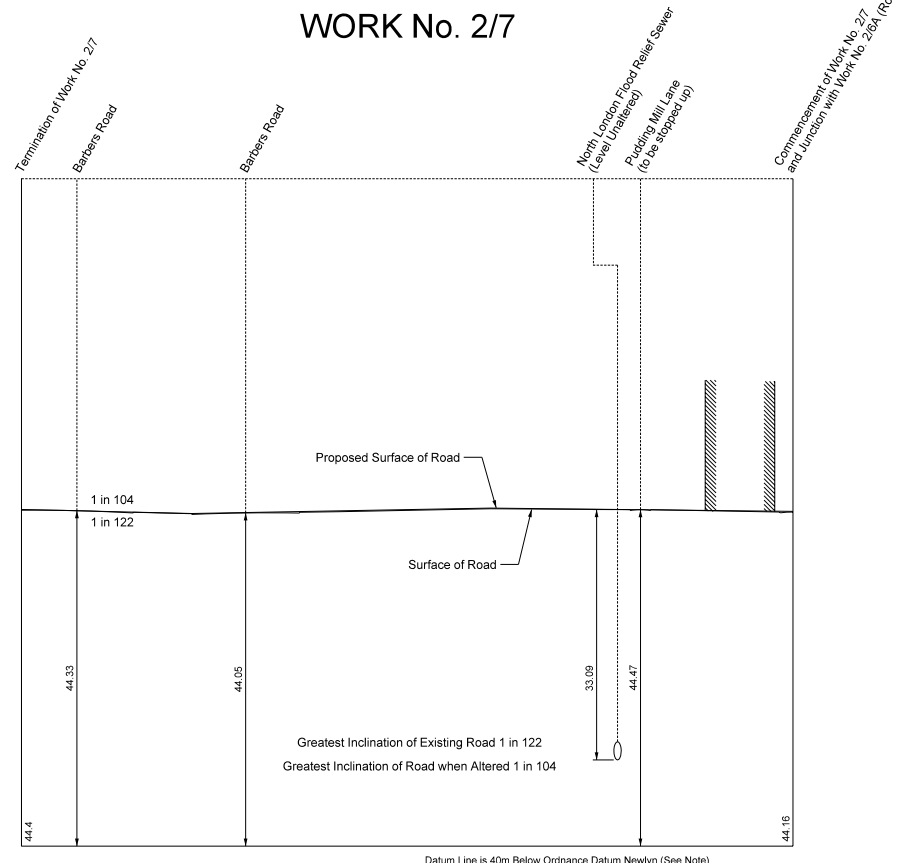 WORK No. 2/7
Termination of Work No. 2/7
Barbers Road
Barbers Road
North London Flood Relief Sewer
(Level Unaltered)
Pudding Mill Lane
(to be stopped up)
Commencement of Work No. 2/7
and Junction with Work No. 2/6A
Proposed Surface of Road
1 in 104
1 in 122
Surface of Road
44.33
44.05
33.09
44.47
Greatest Inclination of Existing Road 1 in 122
Greatest Inclination of Road when Altered 1 in 104
44.4
44.16
Datum Line is 40m Below Ordnance Datum Newlyn (See Note)